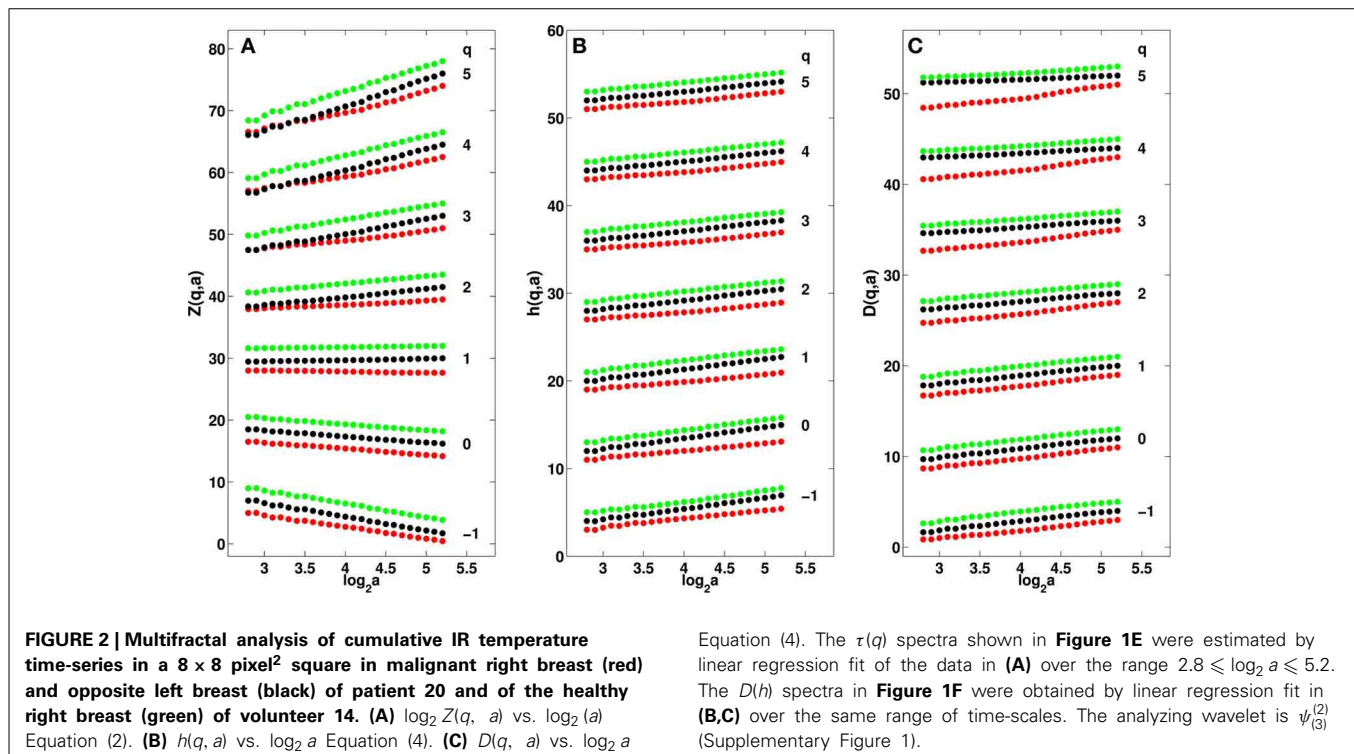 A
B
C
q
q
q
80
70
60
50
40
30
20
10
0
Z(q,a)
5
4
3
2
1
0
−1
3
3.5
4
4.5
5
5.5
log2a
60
50
40
30
20
10
0
h(q,a)
5
4
3
2
1
0
−1
3
3.5
4
4.5
5
5.5
log2a
50
40
30
20
10
0
D(q,a)
5
4
3
2
1
0
−1
3
3.5
4
4.5
5
5.5
log2a
FIGURE 2 | Multifractal analysis of cumulative IR temperature
time-series in a 8 × 8 pixel² square in malignant right breast (red)
and opposite left breast (black) of patient 20 and of the healthy
right breast (green) of volunteer 14. (A) log₂ Z(q, a) vs. log₂ (a)
Equation (2). (B) h(q, a) vs. log₂ a Equation (4). (C) D(q, a) vs. log₂ a
Equation (4). The τ(q) spectra shown in Figure 1E were estimated by
linear regression fit of the data in (A) over the range 2.8 ⩽ log₂ a ⩽ 5.2.
The D(h) spectra in Figure 1F were obtained by linear regression fit in
(B,C) over the same range of time-scales. The analyzing wavelet is ψ₍₃₎⁽²⁾
(Supplementary Figure 1).